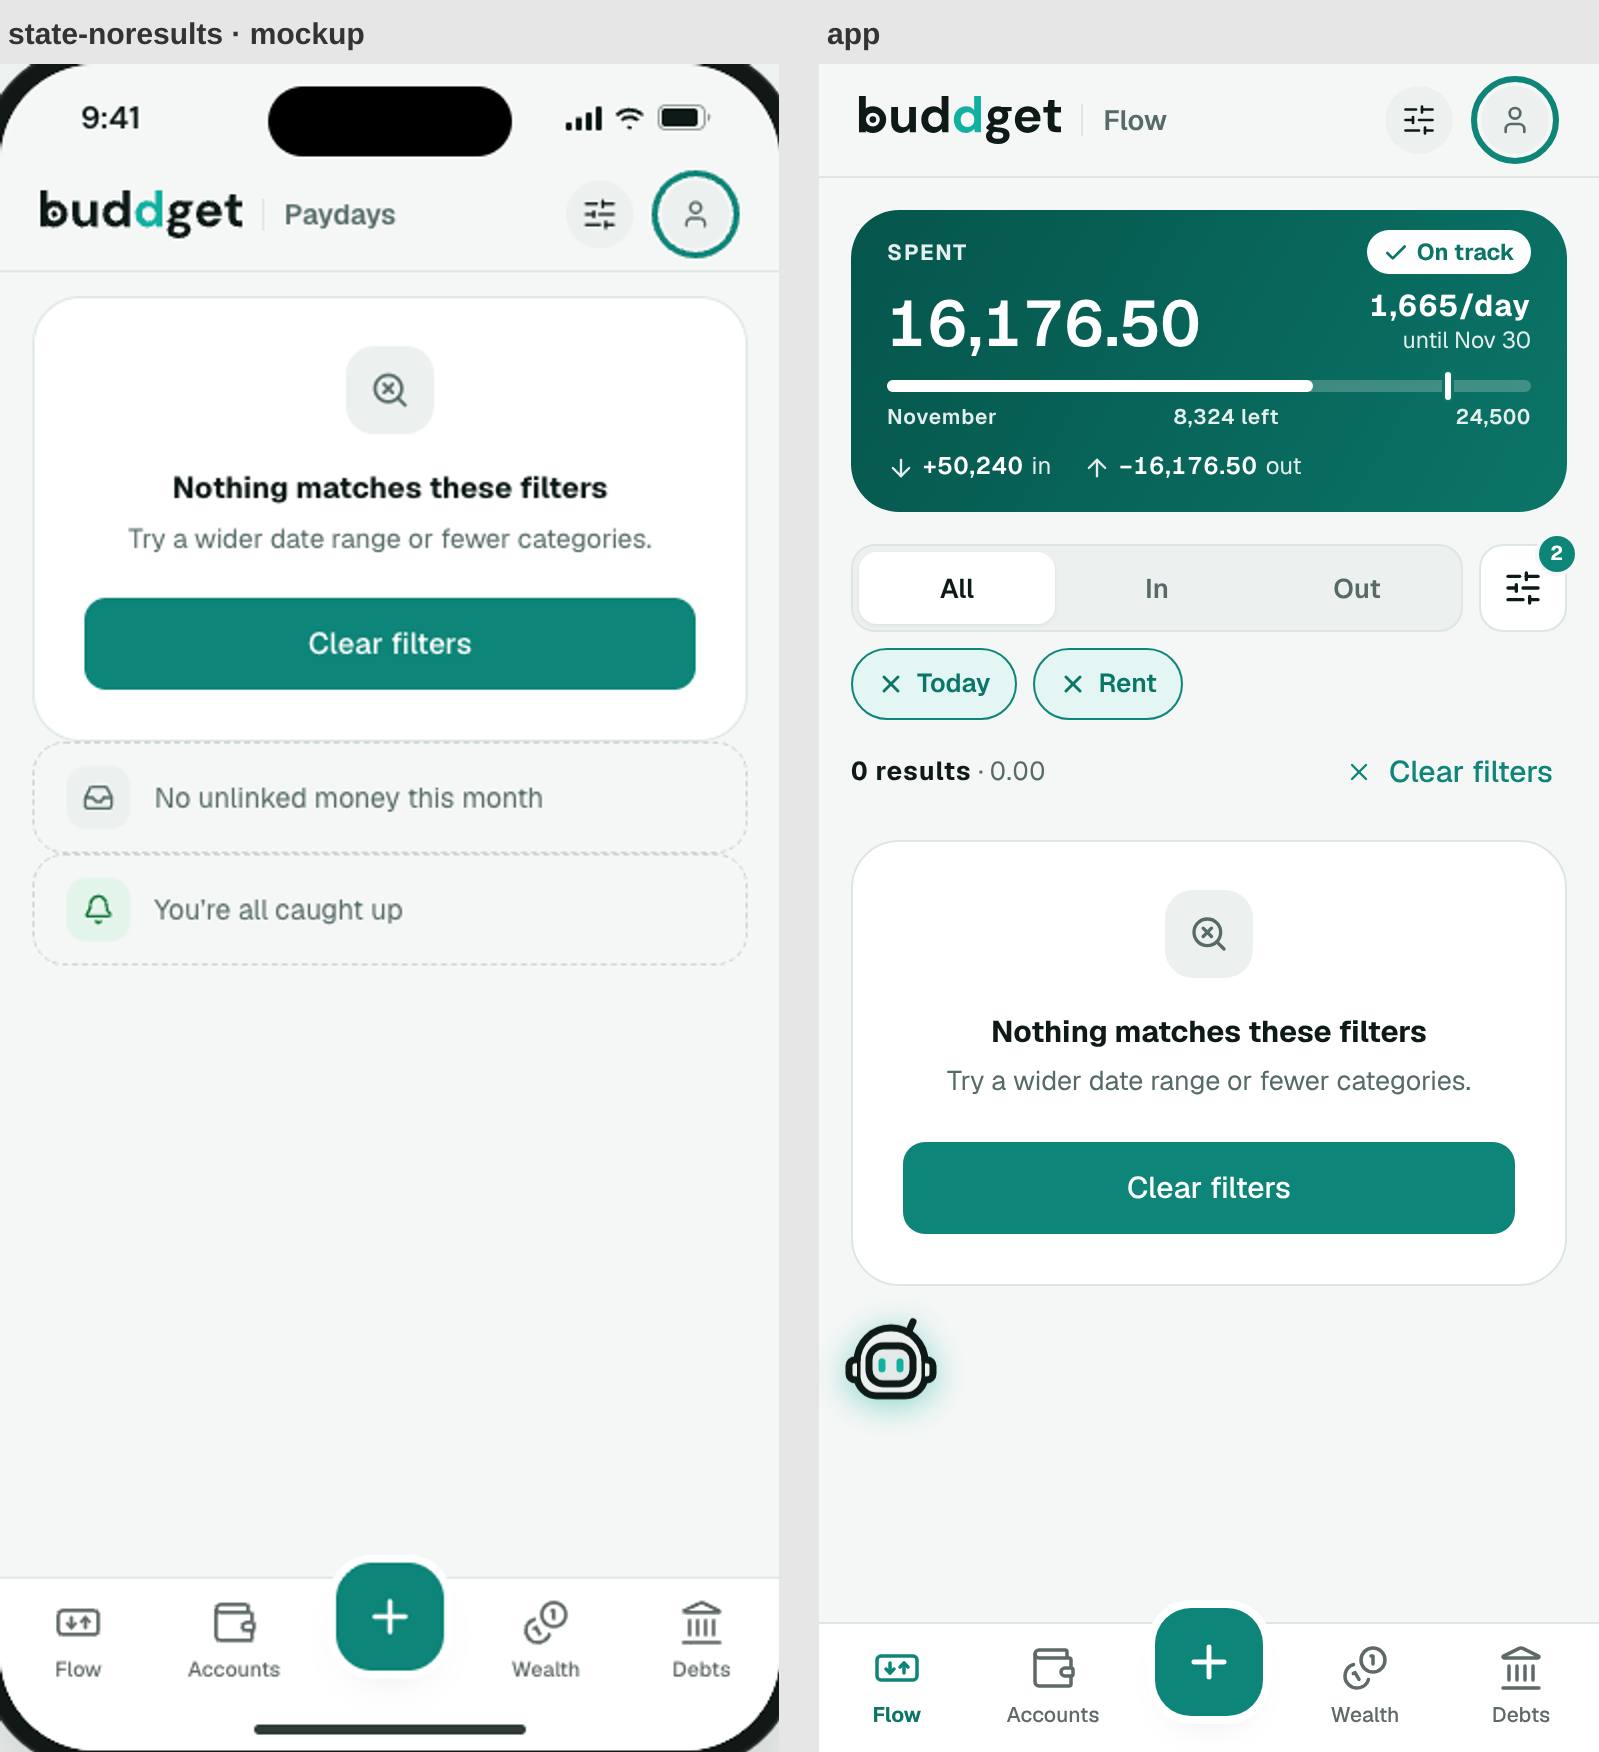 state-noresults · mockup
9:41
buddget
Paydays
Nothing matches these filters
Try a wider date range or fewer categories.
Clear filters
No unlinked money this month
You're all caught up
Flow
Accounts
Wealth
Debts
app
buddget
Flow
SPENT
On track
16,176.50
1,665/day
until Nov 30
November
8,324 left
24,500
+50,240 in
−16,176.50 out
All
In
Out
2
Today
Rent
0 results · 0.00
Clear filters
Nothing matches these filters
Try a wider date range or fewer categories.
Clear filters
Flow
Accounts
Wealth
Debts